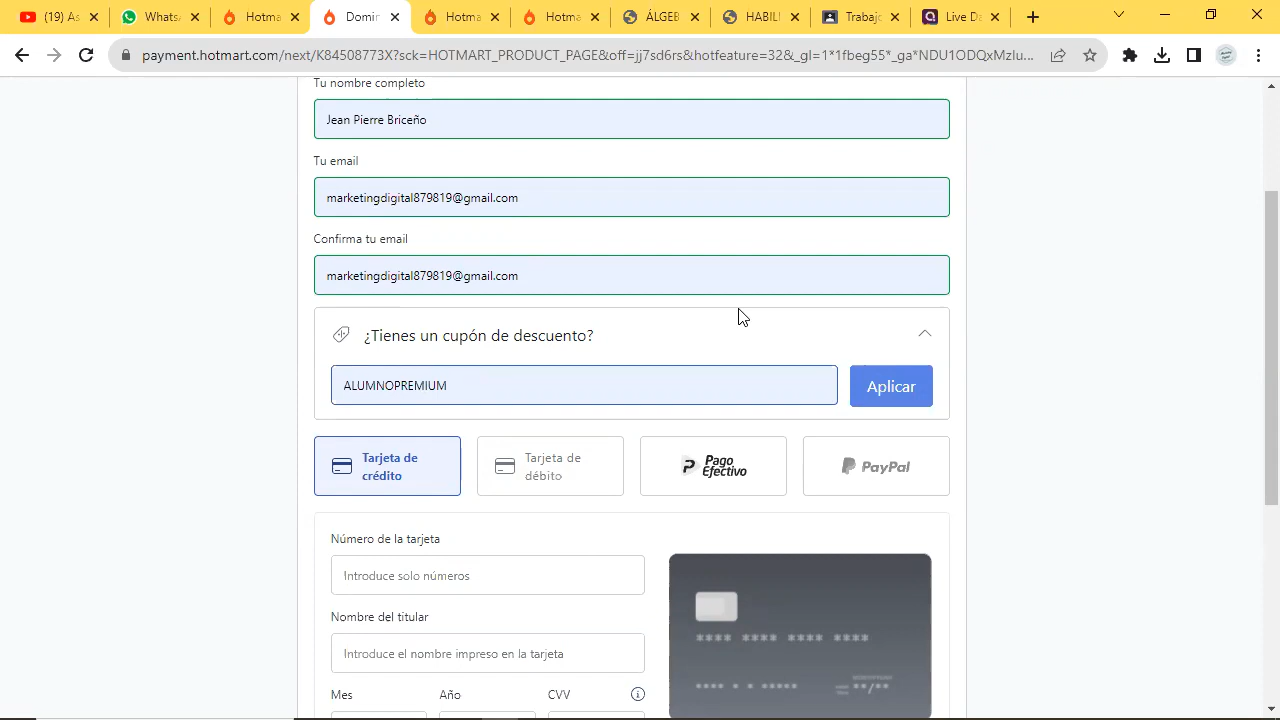 (19) As
WhatsA
Hotma
Domir
Hotma
Hotma
ÁLGEB
HABILI
Trabajo
Live Da
payment.hotmart.com/next/K84508773X?ck=HOTMART_PRODUCT_PAGE&off=jj7sd6rs&hotfeature=32&_gl=1*1fbeg55*_ga*NDU1ODQxMzIu...
Tu nombre completo
Jean Pierre Briceño
Tu email
marketingdigital879819@gmail.com
Confirma tu email
marketingdigital879819@gmail.com
¿Tienes un cupón de descuento?
ALUMNOPREMIUM
Aplicar
Tarjeta de
crédito
Tarjeta de
débito
Pago
Efectivo
PayPal
Número de la tarjeta
Introduce solo números
Nombre del titular
Introduce el nombre impreso en la tarjeta
**** **** **** ****
Mes
Año
CVV
**/**